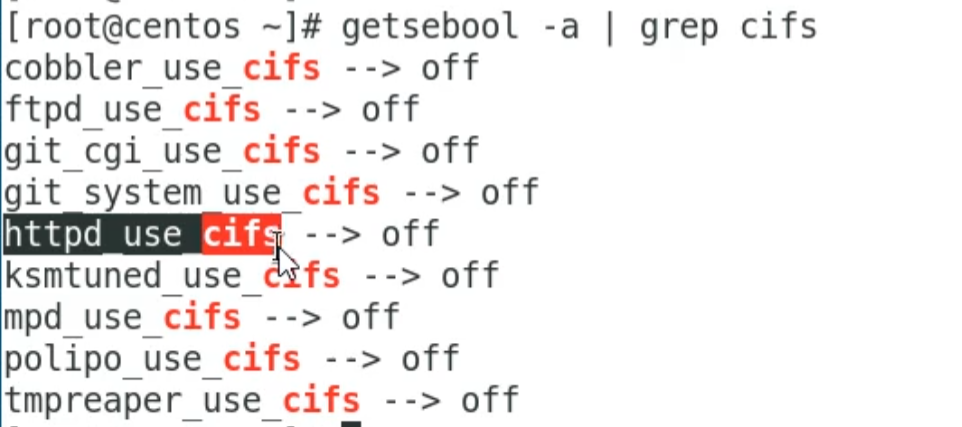 [root@centos ~]# getsebool -a | grep cifs
cobbler_use_cifs --> off
ftpd_use_cifs --> off
git_cgi_use_cifs --> off
git_system_use_cifs --> off
httpd_use_cifs --> off
ksmtuned_use_cifs --> off
mpd_use_cifs --> off
polipo_use_cifs --> off
tmpreaper_use_cifs --> off